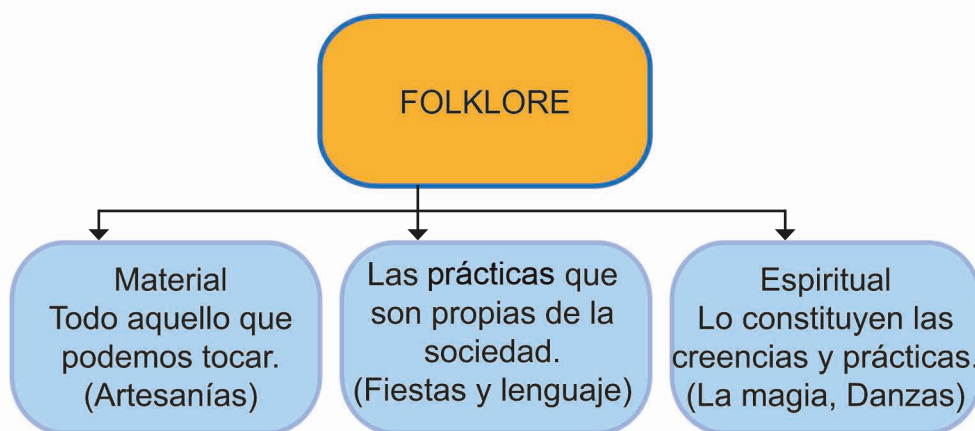 FOLKLORE
Material
Todo aquello que
podemos tocar.
(Artesanías)
Las prácticas que
son propias de la
sociedad.
(Fiestas y lenguaje)
Espiritual
Lo constituyen las
creencias y prácticas.
(La magia, Danzas)